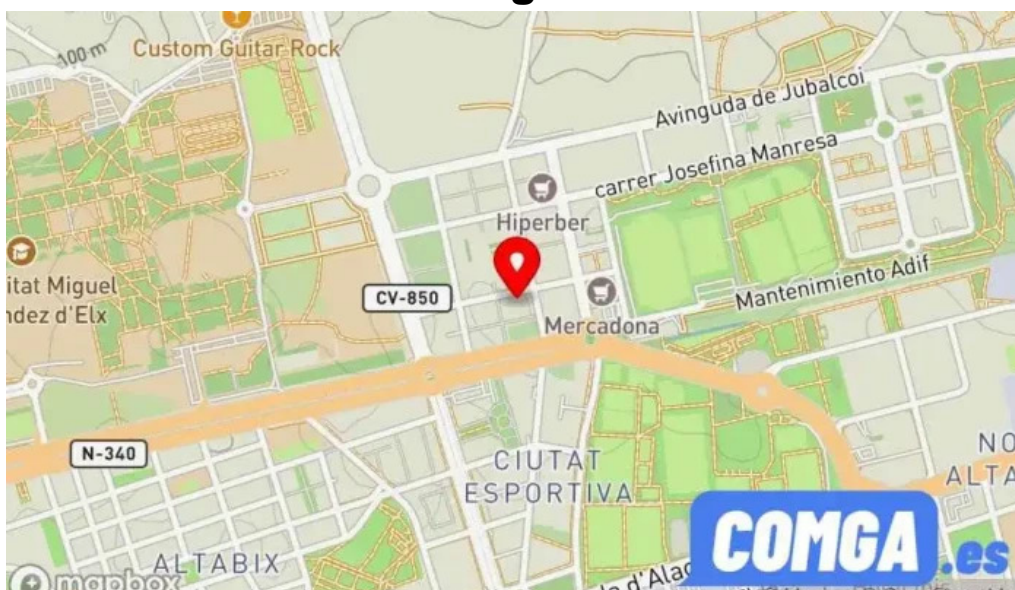 100 m
Custom Guitar Rock
Avinguda de Jubalcoi
carrer Josefina Manresa
Hiperber
itat Miguel
ndez d'Elx
CV-850
Mantenimiento Adif
Mercadona
N-340
CIUTAT
ESPORTIVA
NO
ALTA
COMGA.es
ALTABIX
mapbox